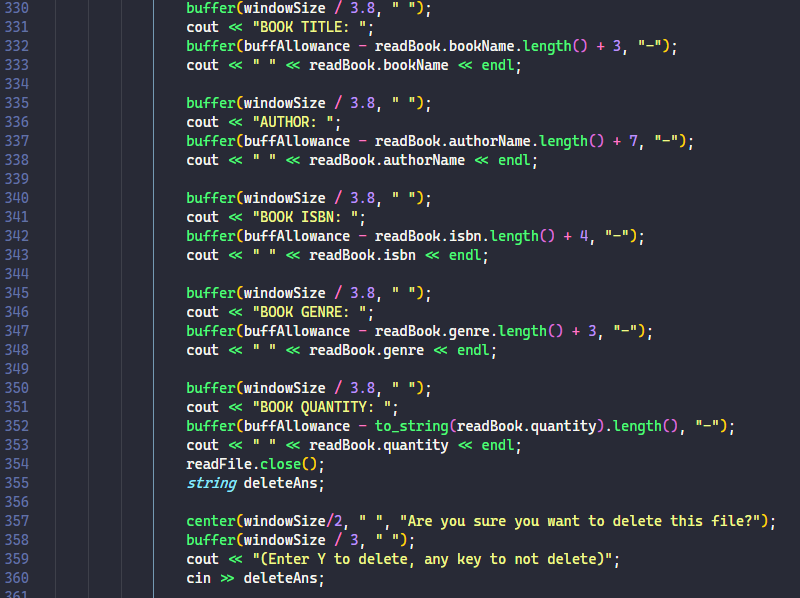 330 buffer(windowSize / 3.8, " ");
331 cout << "BOOK TITLE: ";
332 buffer(buffAllowance - readBook.bookName.length() + 3, "-");
333 cout << " " << readBook.bookName << endl;
334
335 buffer(windowSize / 3.8, " ");
336 cout << "AUTHOR: ";
337 buffer(buffAllowance - readBook.authorName.length() + 7, "-");
338 cout << " " << readBook.authorName << endl;
339
340 buffer(windowSize / 3.8, " ");
341 cout << "BOOK ISBN: ";
342 buffer(buffAllowance - readBook.isbn.length() + 4, "-");
343 cout << " " << readBook.isbn << endl;
344
345 buffer(windowSize / 3.8, " ");
346 cout << "BOOK GENRE: ";
347 buffer(buffAllowance - readBook.genre.length() + 3, "-");
348 cout << " " << readBook.genre << endl;
349
350 buffer(windowSize / 3.8, " ");
351 cout << "BOOK QUANTITY: ";
352 buffer(buffAllowance - to_string(readBook.quantity).length(), "-");
353 cout << " " << readBook.quantity << endl;
354 readFile.close();
355 string deleteAns;
356
357 center(windowSize/2, " ", "Are you sure you want to delete this file?");
358 buffer(windowSize / 3, " ");
359 cout << "(Enter Y to delete, any key to not delete)";
360 cin >> deleteAns;
361